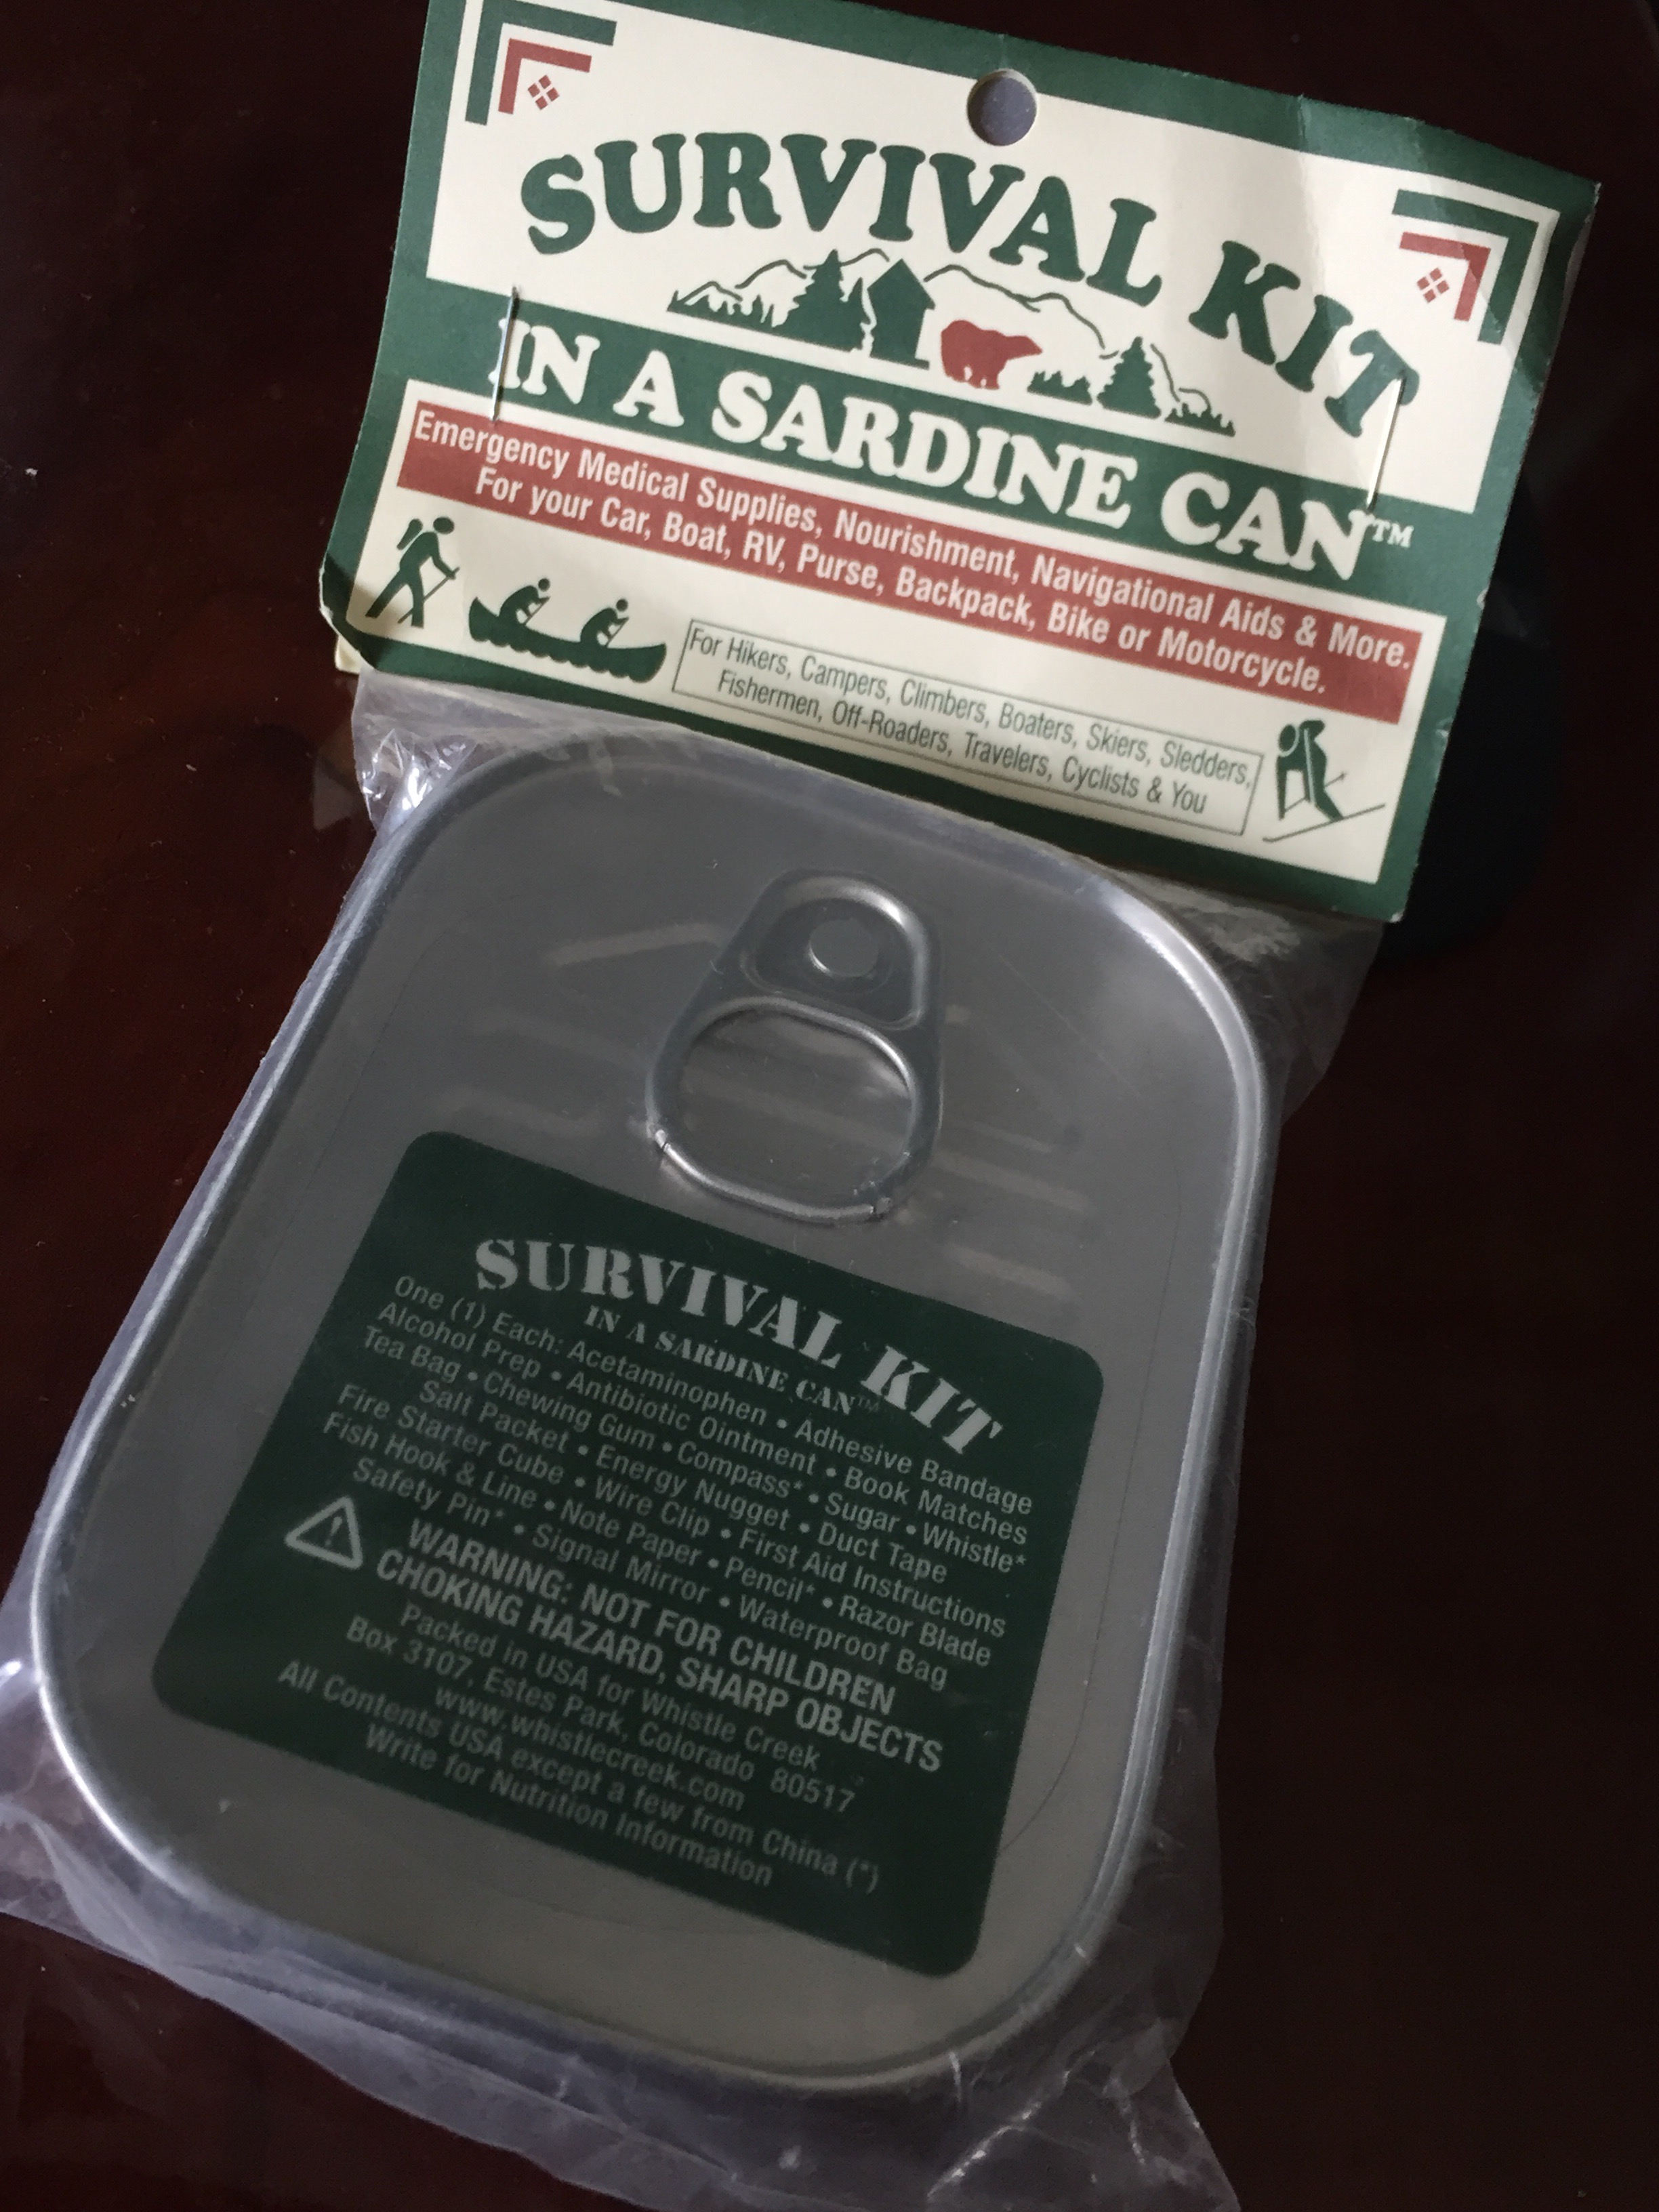 SURVIVAL KIT
IN A SARDINE CAN™
Emergency Medical Supplies, Nourishment, Navigational Aids & More.
For your Car, Boat, RV, Purse, Backpack, Bike or Motorcycle.
For Hikers, Campers, Climbers, Boaters, Skiers, Sledders,
Fishermen, Off-Roaders, Travelers, Cyclists & You
SURVIVAL KIT
IN A SARDINE CAN™
One (1) Each: Acetaminophen • Adhesive Bandage
Alcohol Prep • Antibiotic Ointment • Book Matches
Tea Bag • Chewing Gum • Compass* • Sugar • Whistle*
Salt Packet • Energy Nugget • Duct Tape
Fire Starter Cube • Wire Clip • First Aid Instructions
Fish Hook & Line • Note Paper • Pencil* • Razor Blade
Safety Pin* • Signal Mirror • Waterproof Bag
WARNING: NOT FOR CHILDREN
CHOKING HAZARD, SHARP OBJECTS
Packed in USA for Whistle Creek
Box 3107, Estes Park, Colorado 80517
www.whistlecreek.com
All Contents USA except a few from China (*)
Write for Nutrition Information